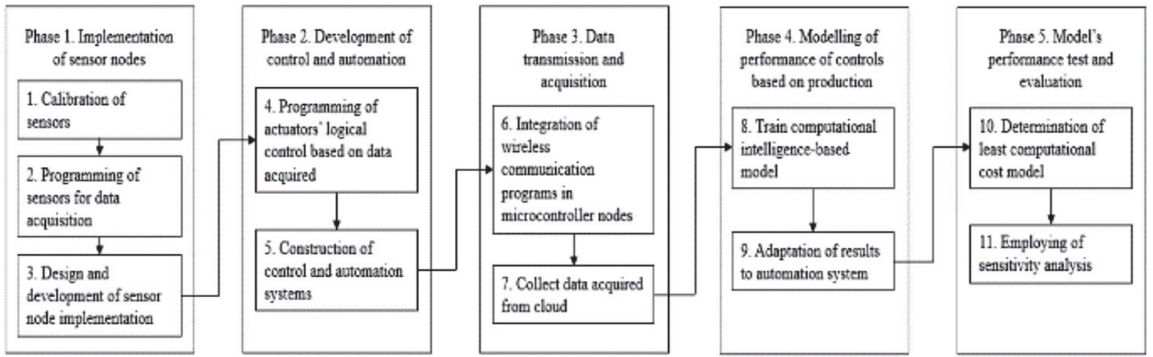 Phase 1. Implementation
of sensor nodes
1. Calibration of
sensors
2. Programming of
sensors for data
acquisition
3. Design and
development of sensor
node implementation
Phase 2. Development of
control and automation
4. Programming of
actuators' logical
control based on data
acquired
5. Construction of
control and automation
systems
Phase 3. Data
transmission and
acquisition
6. Integration of
wireless
communication
programs in
microcontroller nodes
7. Collect data acquired
from cloud
Phase 4. Modelling of
performance of controls
based on production
8. Train computational
intelligence-based
model
9. Adaptation of results
to automation system
Phase 5. Model's
performance test and
evaluation
10. Determination of
least computational
cost model
11. Employing of
sensitivity analysis